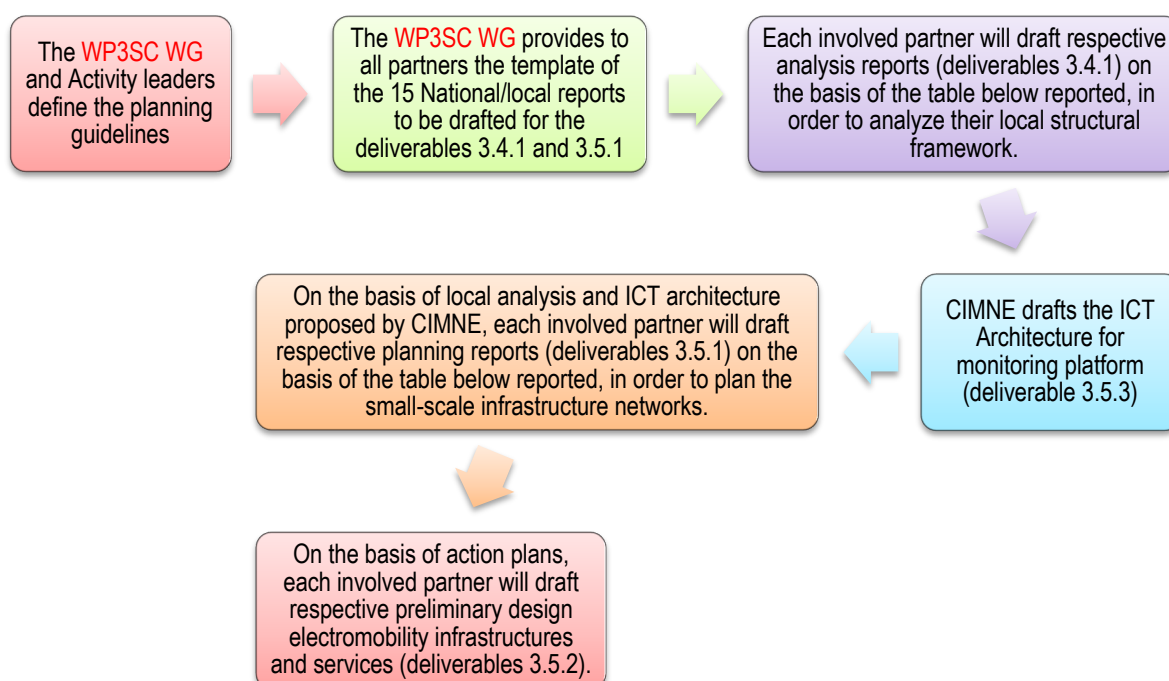 The WP3SC WG
and Activity leaders
define the planning
guidelines
The WP3SC WG provides to
all partners the template of
the 15 National/local reports
to be drafted for the
deliverables 3.4.1 and 3.5.1
Each involved partner will draft respective
analysis reports (deliverables 3.4.1) on
the basis of the table below reported, in
order to analyze their local structural
framework.
CIMNE drafts the ICT
Architecture for
monitoring platform
(deliverable 3.5.3)
On the basis of local analysis and ICT architecture
proposed by CIMNE, each involved partner will draft
respective planning reports (deliverables 3.5.1) on the
basis of the table below reported, in order to plan the
small-scale infrastructure networks.
On the basis of action plans,
each involved partner will draft
respective preliminary design
electromobility infrastructures
and services (deliverables 3.5.2).